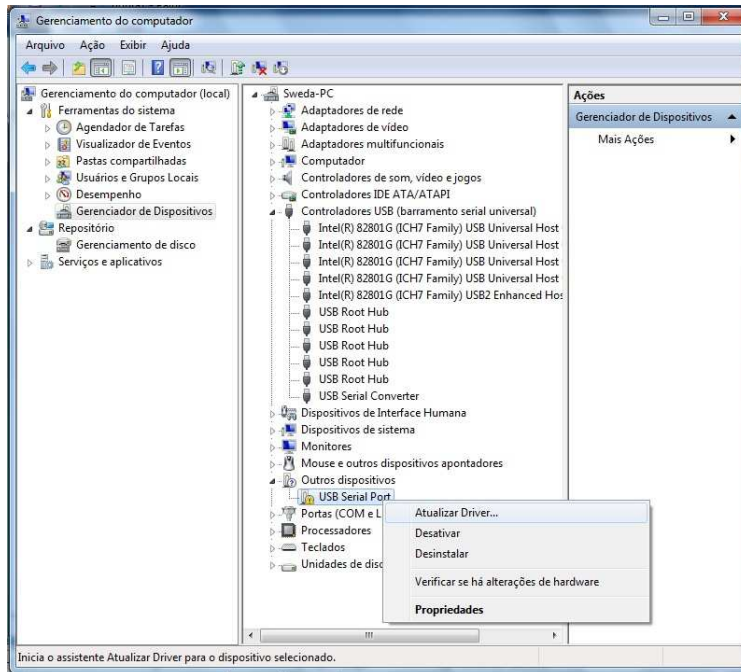 Gerenciamento do computador
Arquivo Ação Exibir Ajuda
Gerenciamento do computador (local)
Ferramentas do sistema
Agendador de Tarefas
Visualizador de Eventos
Pastas compartilhadas
Usuários e Grupos Locais
Desempenho
Gerenciador de Dispositivos
Repositório
Gerenciamento de disco
Serviços e aplicativos
Sweda-PC
Adaptadores de rede
Adaptadores de vídeo
Adaptadores multifuncionais
Computador
Controladores de som, vídeo e jogos
Controladores IDE ATA/ATAPI
Controladores USB (barramento serial universal)
Intel(R) 82801G (ICH7 Family) USB Universal Host
Intel(R) 82801G (ICH7 Family) USB Universal Host
Intel(R) 82801G (ICH7 Family) USB Universal Host
Intel(R) 82801G (ICH7 Family) USB Universal Host
Intel(R) 82801G (ICH7 Family) USB2 Enhanced Hos
USB Root Hub
USB Root Hub
USB Root Hub
USB Root Hub
USB Root Hub
USB Serial Converter
Dispositivos de Interface Humana
Dispositivos de sistema
Monitores
Mouse e outros dispositivos apontadores
Outros dispositivos
USB Serial Port
Portas (COM e L
Processadores
Teclados
Unidades de disc
Atualizar Driver...
Desativar
Desinstalar
Verificar se há alterações de hardware
Propriedades
Ações
Gerenciador de Dispositivos
Mais Ações
Inicia o assistente Atualizar Driver para o dispositivo selecionado.